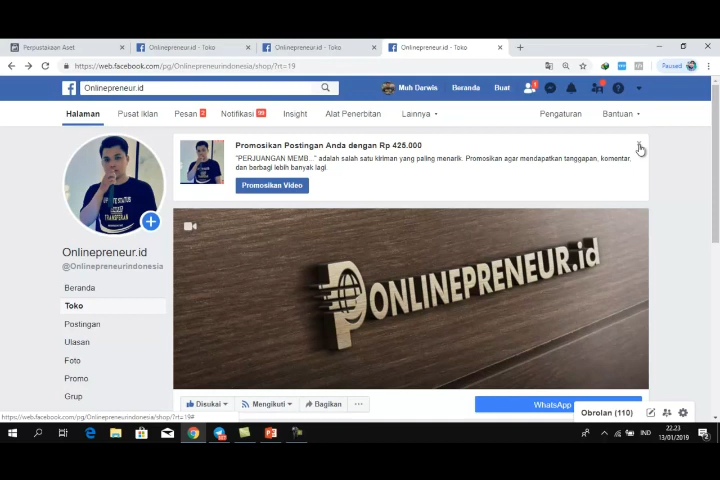 Perpustakaan Aset
Onlinepreneur.id - Toko
Onlinepreneur.id - Toko
Onlinepreneur.id - Toko
https://web.facebook.com/pg/Onlinepreneurindonesia/shop/?rt=19
Paused
Onlinepreneur.id
Muh Darwis
Beranda
Buat
Halaman
Pusat Iklan
Pesan 2
Notifikasi
Insight
Alat Penerbitan
Lainnya
Pengaturan
Bantuan
Promosikan Postingan Anda dengan Rp 425.000
"PERJUANGAN MEMB..." adalah salah satu kiriman yang paling menarik. Promosikan agar mendapatkan tanggapan, komentar,
dan berbagi lebih banyak lagi.
Promosikan Video
UPDATE STATUS
TRANSFERAN
Onlinepreneur.id
@Onlinepreneurindonesia
Beranda
Toko
Postingan
Ulasan
Foto
Promo
Grup
ONLINEPRENEUR.id
Disukai
Mengikuti
Bagikan
WhatsApp
Obrolan (110)
https://web.facebook.com/pg/Onlinepreneurindonesia/shop/?rt=19#
IND
22.23
13/01/2019